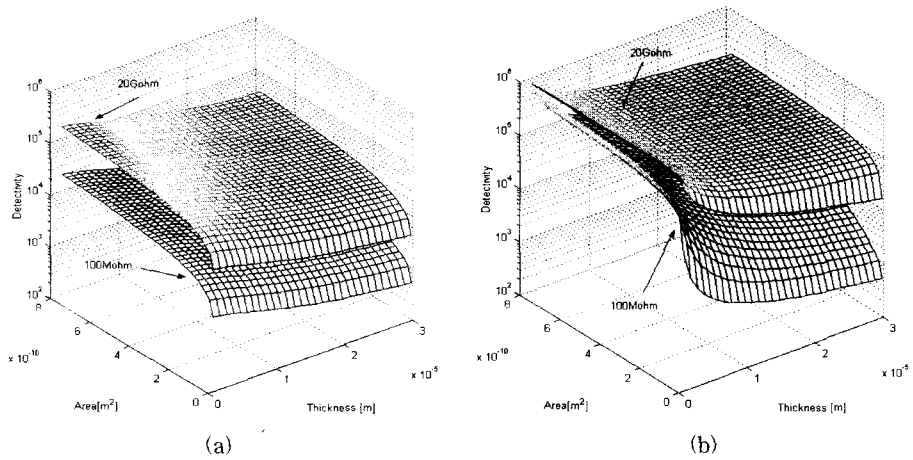 10^6
10^5
10^4
10^3
10^2
Detectivity
20Gohm
100Mohm
8
6
4
2
0
x 10^-10
Area[m^2]
0
1
2
3
x 10^-5
Thickness [m]
(a)
10^6
10^5
10^4
10^3
10^2
Detectivity
20Gohm
100Mohm
8
6
4
2
0
x 10^-10
Area[m^2]
0
1
2
3
x 10^-5
Thickness [m]
(b)